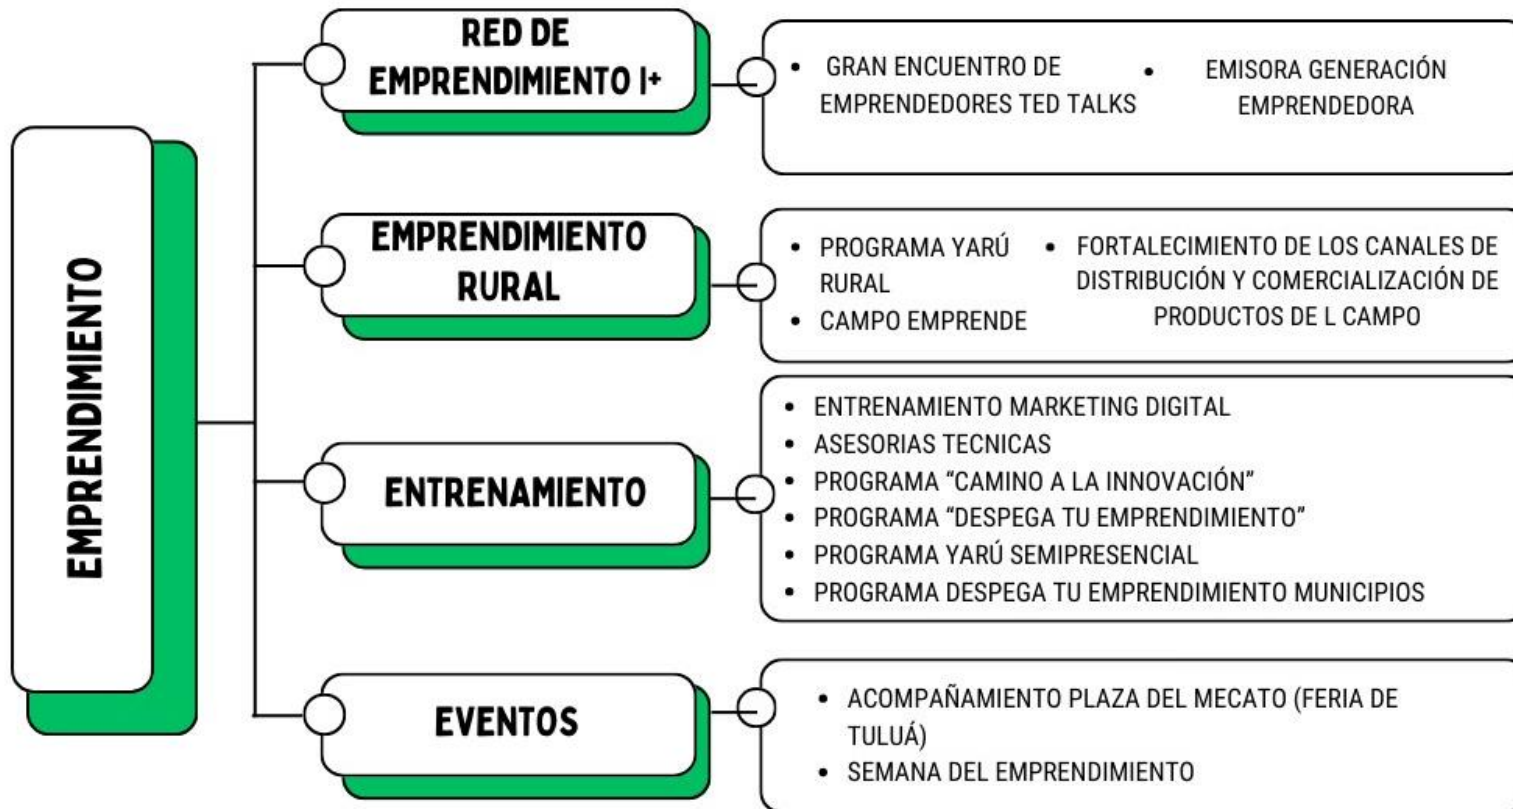 EMPRENDIMIENTO
RED DE
EMPRENDIMIENTO I+
• GRAN ENCUENTRO DE
EMPRENDEDORES TED TALKS
• EMISORA GENERACIÓN
EMPRENDEDORA
EMPRENDIMIENTO
RURAL
• PROGRAMA YARÚ
RURAL
• CAMPO EMPRENDE
• FORTALECIMIENTO DE LOS CANALES DE
DISTRIBUCIÓN Y COMERCIALIZACIÓN DE
PRODUCTOS DE L CAMPO
ENTRENAMIENTO
• ENTRENAMIENTO MARKETING DIGITAL
• ASESORIAS TECNICAS
• PROGRAMA “CAMINO A LA INNOVACIÓN”
• PROGRAMA “DESPEGA TU EMPRENDIMIENTO”
• PROGRAMA YARÚ SEMIPRESENCIAL
• PROGRAMA DESPEGA TU EMPRENDIMIENTO MUNICIPIOS
EVENTOS
• ACOMPAÑAMIENTO PLAZA DEL MECATO (FERIA DE
TULUÁ)
• SEMANA DEL EMPRENDIMIENTO